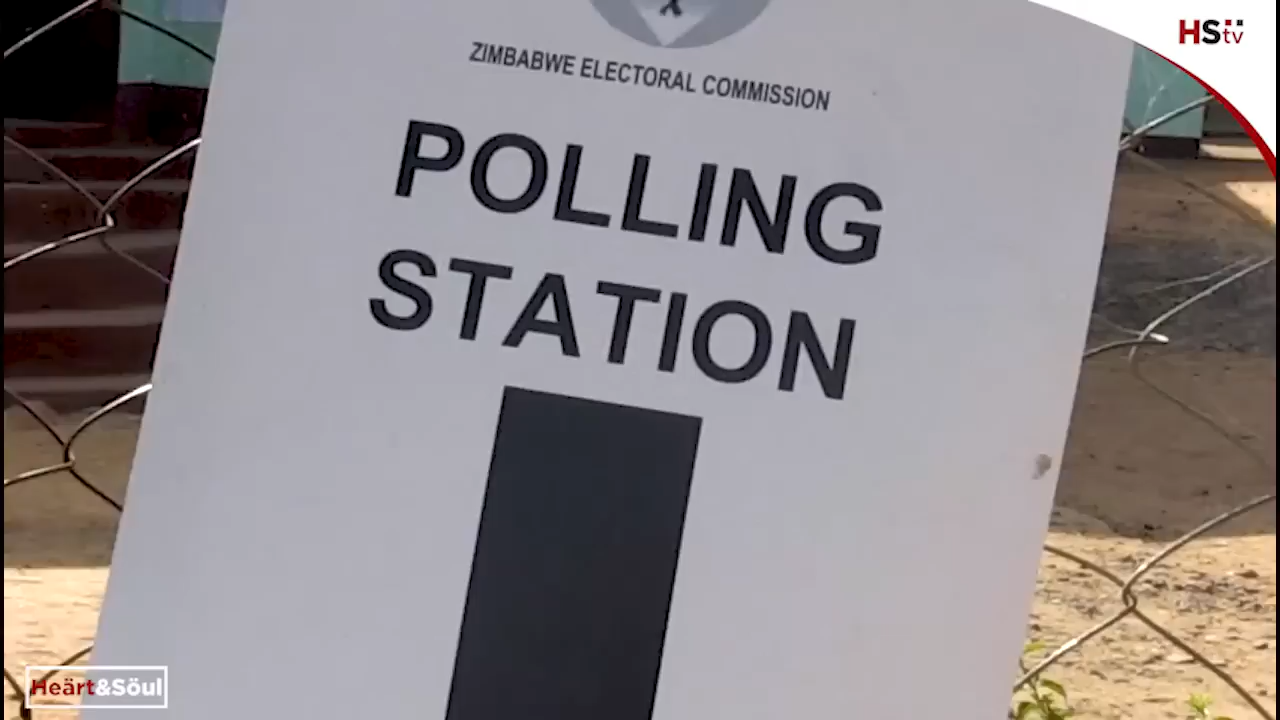 HStv
ZIMBABWE ELECTORAL COMMISSION
POLLING
STATION
Heärt&Söul